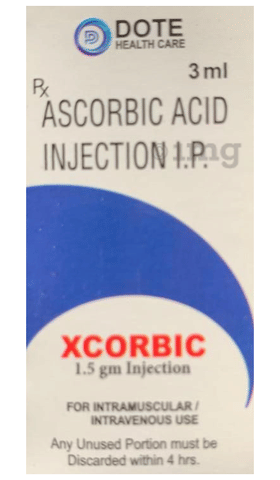 DOTE
HEALTH CARE
3 ml
Rx
ASCORBIC ACID
INJECTION I.P.
XCORBIC
1.5 gm Injection
FOR INTRAMUSCULAR /
INTRAVENOUS USE
Any Unused Portion must be
Discarded within 4 hrs.